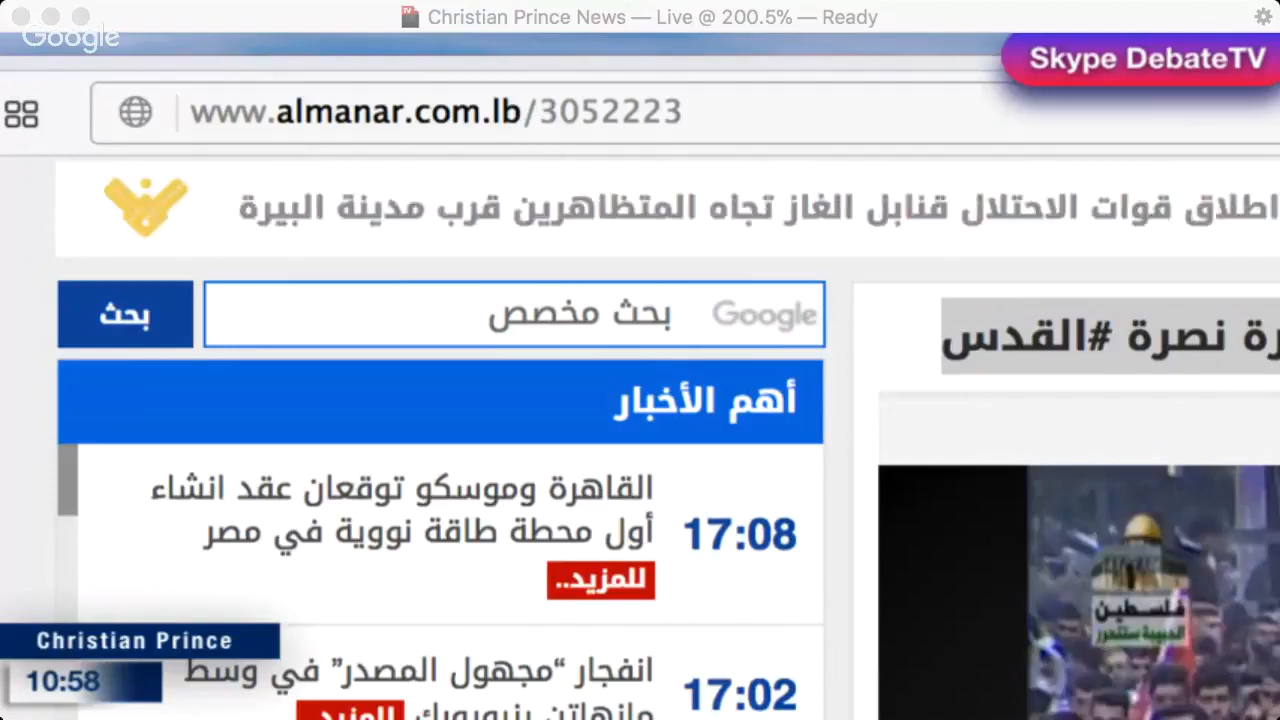 Christian Prince News — Live @ 200.5% — Ready
Google
Skype DebateTV
www.almanar.com.lb/3052223
اطلاق قوات الاحتلال قنابل الغاز تجاه المتظاهرين قرب مدينة البيرة
بحث
Google بحث مخصص
نصرة #القدس
أهم الأخبار
17:08
القاهرة وموسكو توقعان عقد انشاء
أول محطة طاقة نووية في مصر
للمزيد..
17:02
انفجار “مجهول المصدر” في وسط
مانهاتن بنيويورك
للمزيد..
فلسطين
Christian Prince
10:58